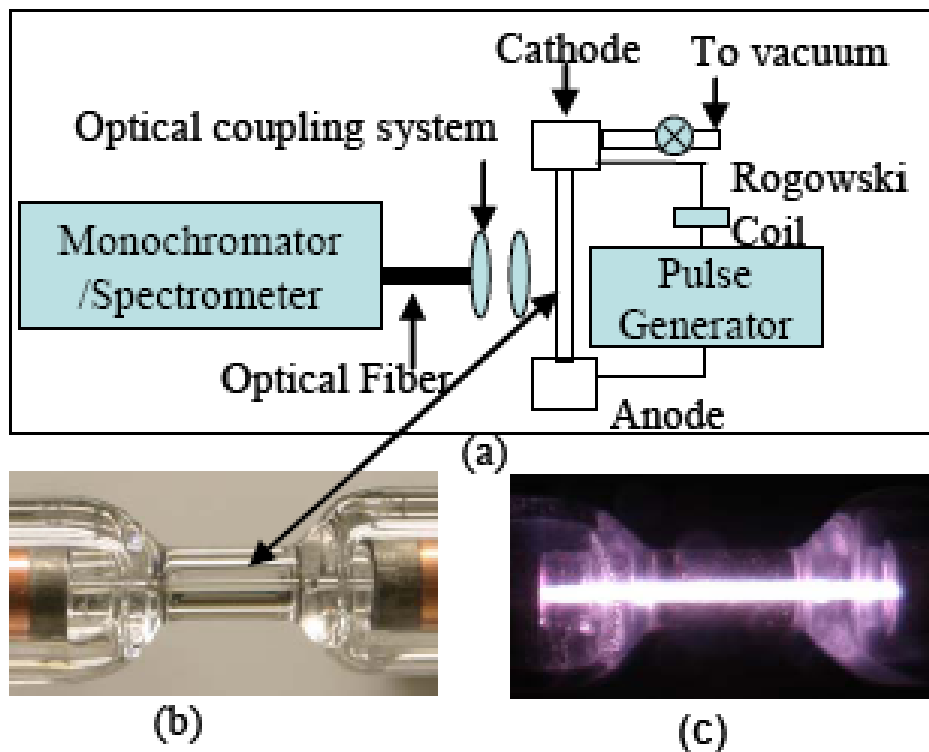 Cathode
To vacuum
Optical coupling system
Rogowski
Coil
Monochromator
/Spectrometer
Pulse
Generator
Optical Fiber
Anode
(a)
(b)
(c)